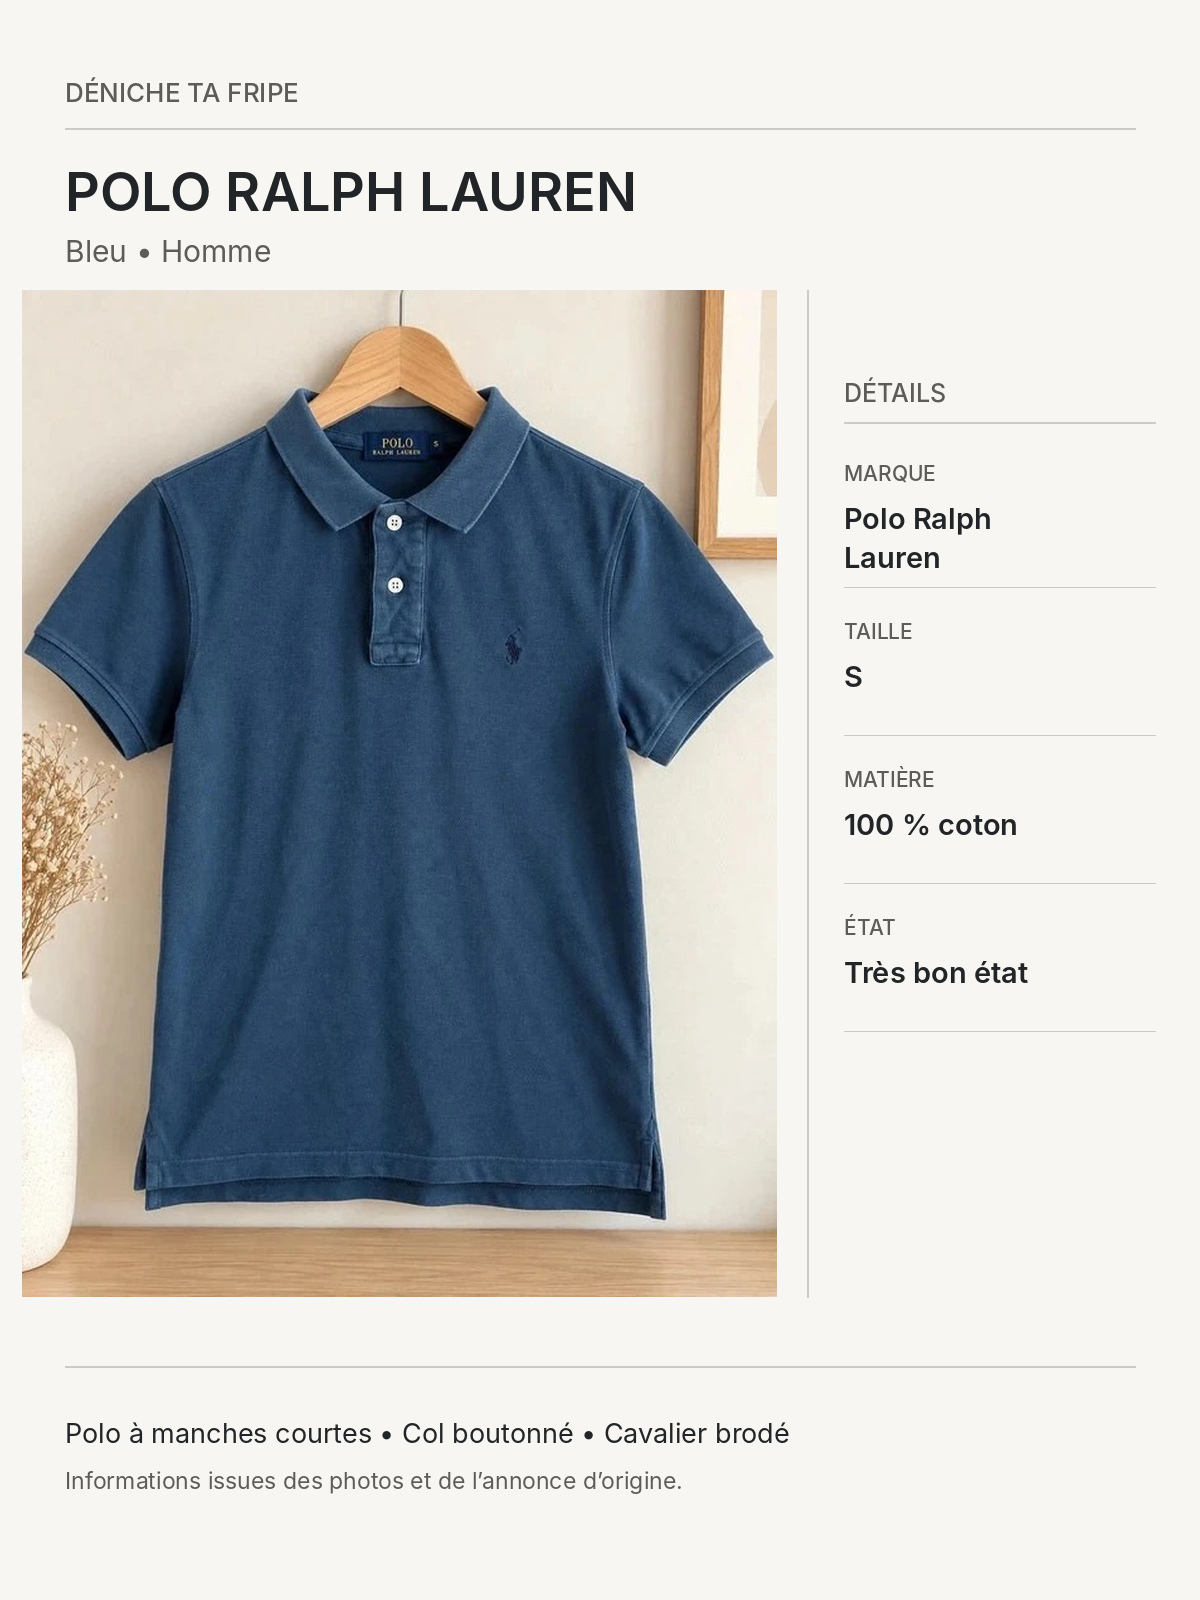 DÉNICHE TA FRIPE
POLO RALPH LAUREN
Bleu • Homme
POLO
RALPH LAUREN
S
DÉTAILS
MARQUE
Polo Ralph
Lauren
TAILLE
S
MATIÈRE
100 % coton
ÉTAT
Très bon état
Polo à manches courtes • Col boutonné • Cavalier brodé
Informations issues des photos et de l’annonce d’origine.